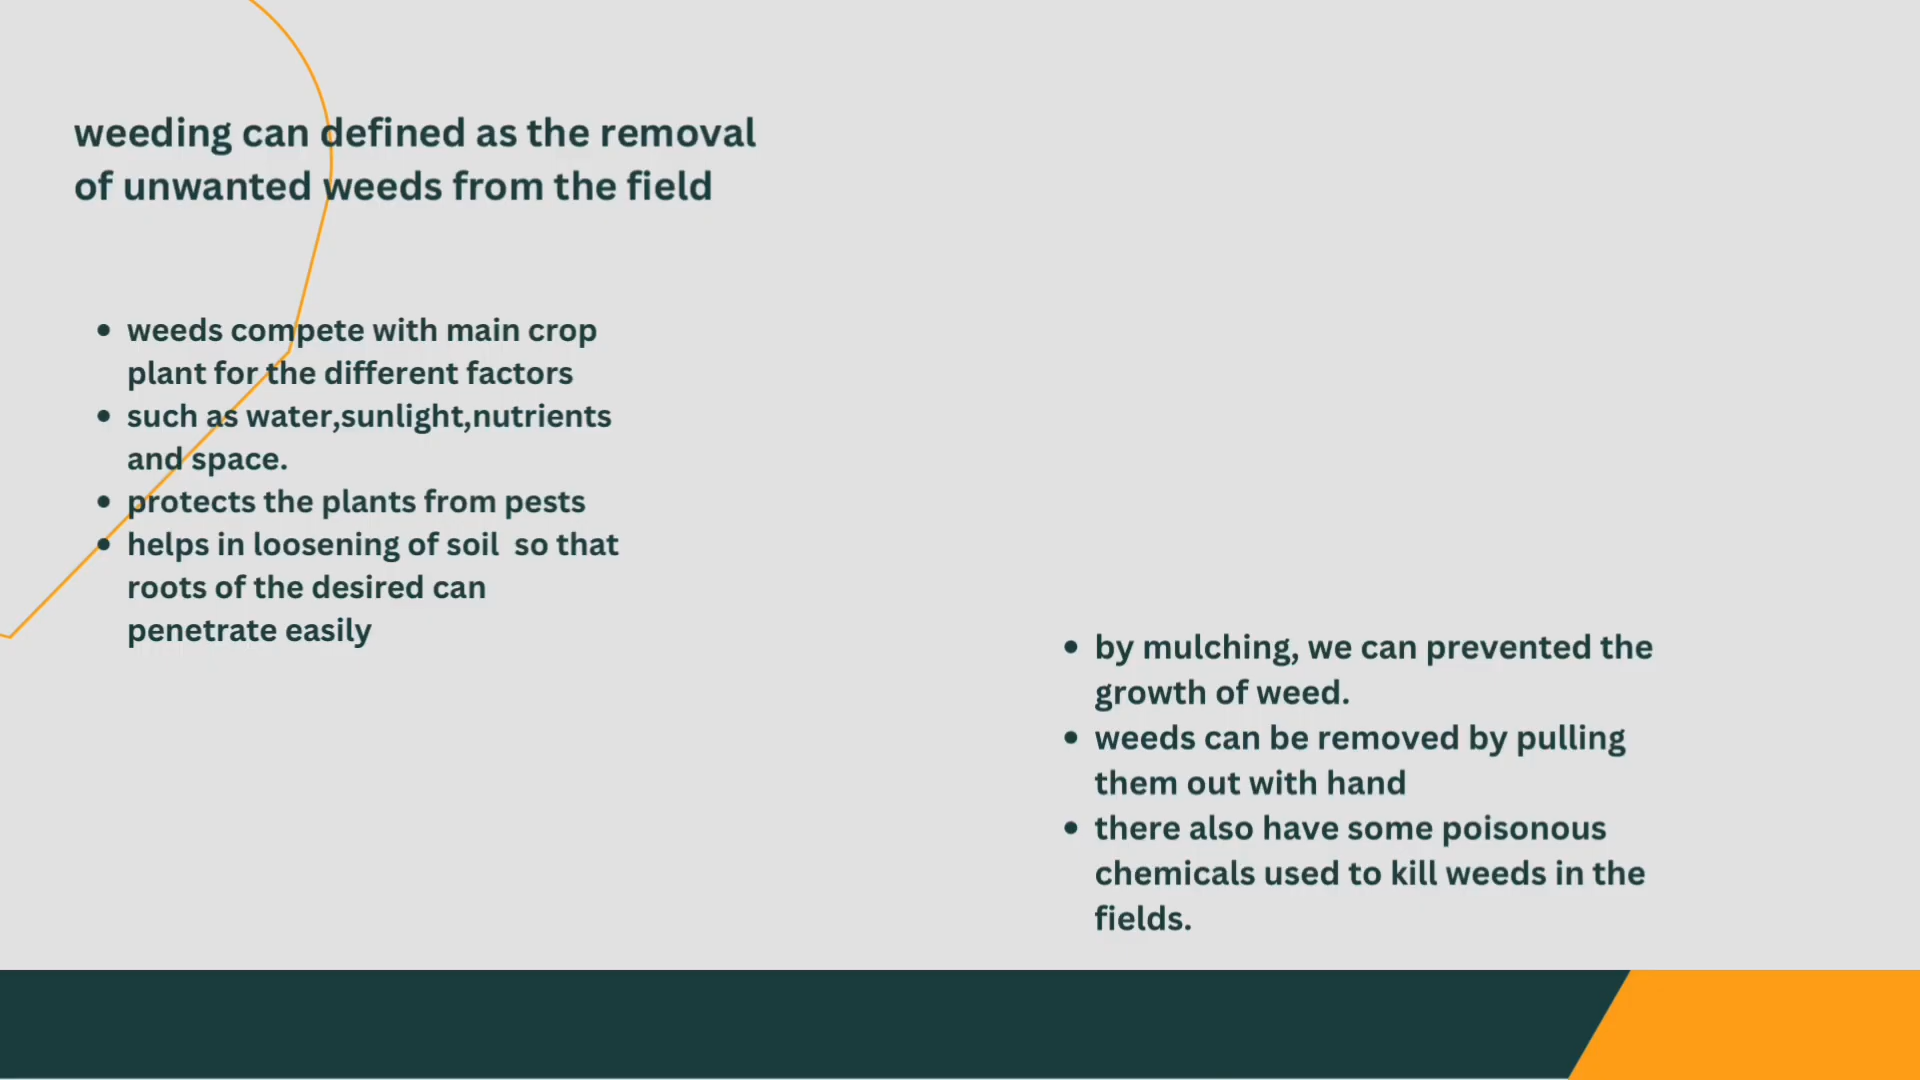 weeding can defined as the removal
of unwanted weeds from the field
• weeds compete with main crop
plant for the different factors
• such as water,sunlight,nutrients
and space.
• protects the plants from pests
• helps in loosening of soil  so that
roots of the desired can
penetrate easily
• by mulching, we can prevented the
growth of weed.
• weeds can be removed by pulling
them out with hand
• there also have some poisonous
chemicals used to kill weeds in the
fields.